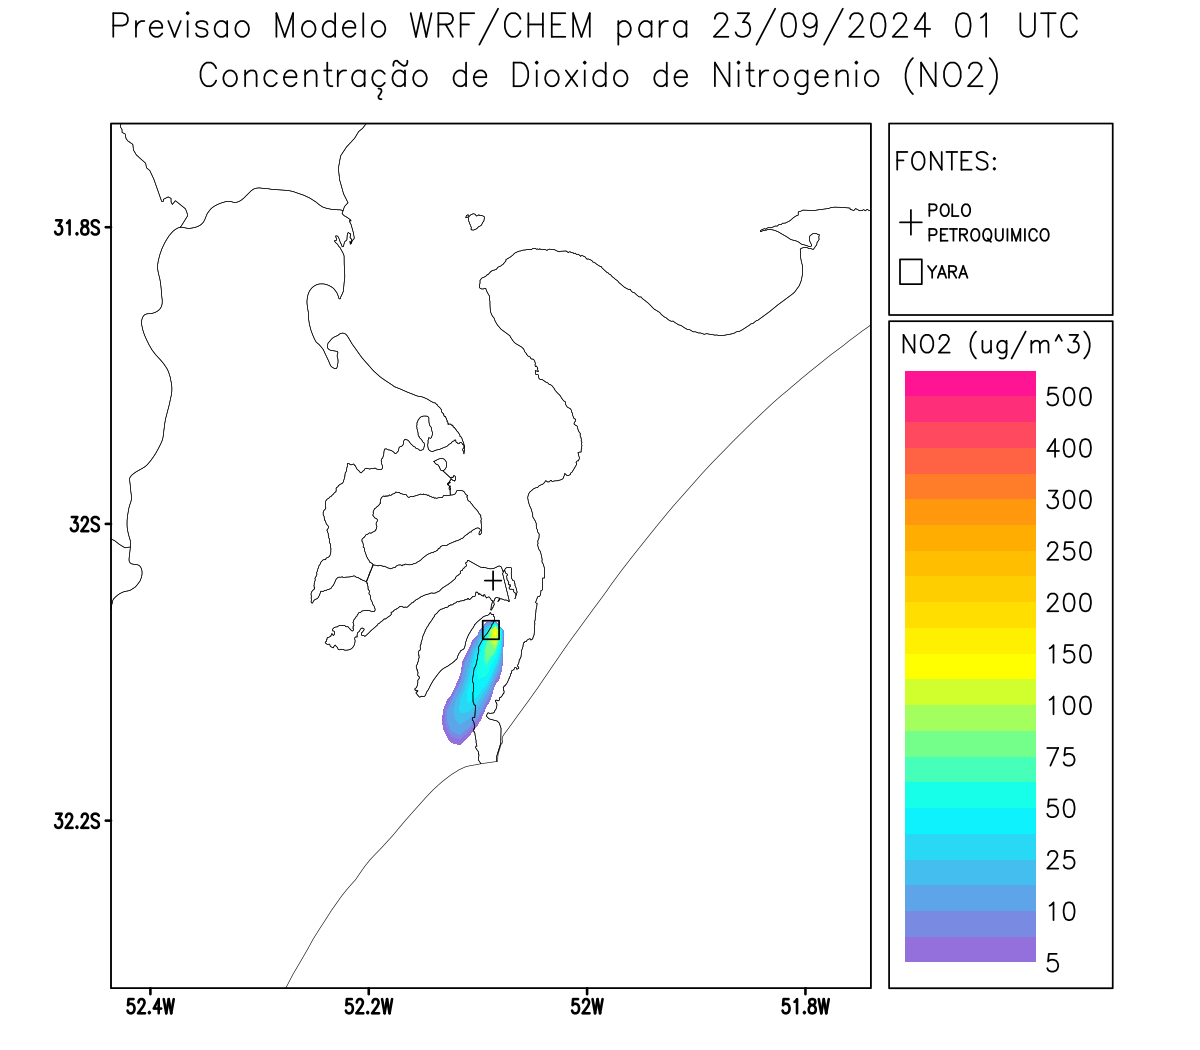 Previsao Modelo WRF/CHEM para 23/09/2024 01 UTC
Concentração de Dioxido de Nitrogenio (NO2)
FONTES:
POLO
PETROQUIMICO
YARA
NO2 (ug/m^3)
500
400
300
250
200
150
100
75
50
25
10
5
31.8S
32S
32.2S
52.4W
52.2W
52W
51.8W